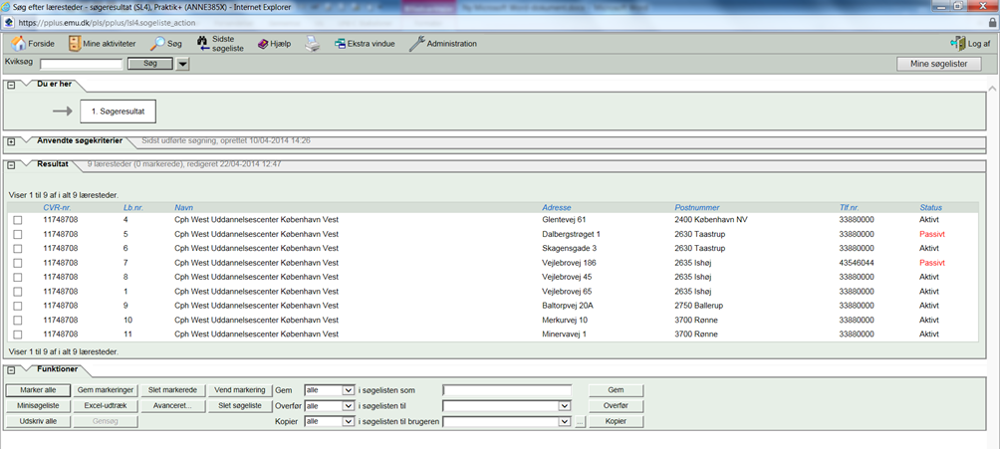 Søg efter læresteder - søgeresultat (SL4), Praktik+ (ANNE385X) - Internet Explorer
https://pplus.emu.dk/pls/pplus/lsl4.sogeliste_action
Forside Mine aktiviteter Søg Sidste søgeliste Hjælp Ekstra vindue Administration Log af
Kviksøg Søg Mine søgelister
Du er her
1. Søgeresultat
Anvendte søgekriterier Sidst udførte søgning, oprettet 10/04-2014 14:26
Resultat 9 læresteder (0 markerede), redigeret 22/04-2014 12:47
Viser 1 til 9 af i alt 9 læresteder.
CVR-nr. Lb.nr. Navn Adresse Postnummer Tlf.nr. Status
11748708 4 Cph West Uddannelsescenter København Vest Glentevej 61 2400 København NV 33880000 Aktivt
11748708 5 Cph West Uddannelsescenter København Vest Dalbergstrøget 1 2630 Taastrup 33880000 Passivt
11748708 6 Cph West Uddannelsescenter København Vest Skagensgade 3 2630 Taastrup 33880000 Aktivt
11748708 7 Cph West Uddannelsescenter København Vest Vejlebrovej 186 2635 Ishøj 43546044 Passivt
11748708 8 Cph West Uddannelsescenter København Vest Vejlebrovej 45 2635 Ishøj 33880000 Aktivt
11748708 1 Cph West Uddannelsescenter København Vest Vejlebrovej 65 2635 Ishøj 33880000 Aktivt
11748708 9 Cph West Uddannelsescenter København Vest Baltorpvej 20A 2750 Ballerup 33880000 Aktivt
11748708 10 Cph West Uddannelsescenter København Vest Merkurvej 10 3700 Rønne 33880000 Aktivt
11748708 11 Cph West Uddannelsescenter København Vest Minervavej 1 3700 Rønne 33880000 Aktivt
Viser 1 til 9 af i alt 9 læresteder.
Funktioner
Marker alle Gem markeringer Slet markerede Vend markering Gem alle i søgelisten som Gem
Minisøgeliste Excel-udtræk Avanceret... Slet søgeliste Overfør alle i søgelisten til Overfør
Udskriv alle Gensøg Kopier alle i søgelisten til brugeren ... Kopier